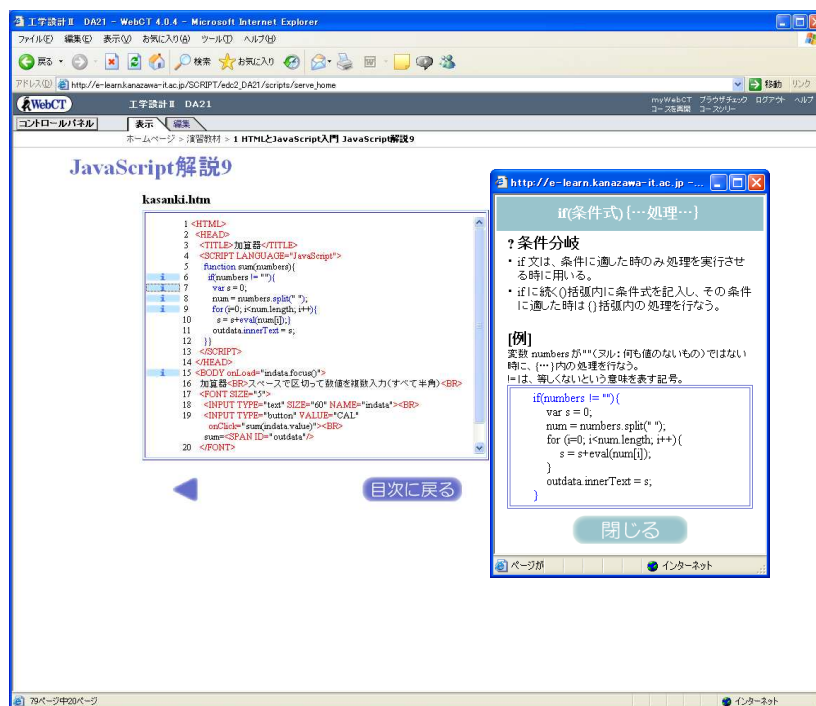 工学設計Ⅱ DA21 - WebCT 4.0.4 - Microsoft Internet Explorer
ファイル(F) 編集(E) 表示(V) お気に入り(A) ツール(T) ヘルプ(H)
戻る 検索 お気に入り
アドレス(D) http://e-learn.kanazawa-it.ac.jp/SCRIPT/edc2_DA21/scripts/serve_home 移動 リンク
WebCT 工学設計Ⅱ DA21 myWebCT ブラウザチェック ログアウト ヘルプ
コースを再開 コースツリー
コントロールパネル 表示 編集
ホームページ > 演習教材 > 1 HTMLとJavaScript入門 JavaScript解説9
JavaScript解説9
kasanki.htm
1 <HTML>
2 <HEAD>
3 <TITLE>加算器</TITLE>
4 <SCRIPT LANGUAGE="JavaScript">
5 function sum(numbers){
i 6 if(numbers != ""){
i 7 var s = 0;
i 8 num = numbers.split(" ");
i 9 for (i=0; i<num.length; i++){
10 s = s+eval(num[i]);}
11 outdata.innerText = s;
12 }}
13 </SCRIPT>
14 </HEAD>
i 15 <BODY onLoad="indata.focus()">
16 加算器<BR>スペースで区切って数値を複数入力(すべて半角)<BR>
17 <FONT SIZE="5">
18 <INPUT TYPE="text" SIZE="60" NAME="indata"><BR>
19 <INPUT TYPE="button" VALUE="CAL"
onClick="sum(indata.value)"><BR>
sum=<SPAN ID="outdata"/>
20 </FONT>
目次に戻る
http://e-learn.kanazawa-it.ac.jp -...
if(条件式) {…処理…}
? 条件分岐
・if 文は、条件に適した時のみ処理を実行させ
る時に用いる。
・ifに続く()括弧内に条件式を記入し、その条件
に適した時は{}括弧内の処理を行なう。
[例]
変数 numbers が""(ヌル：何も値のないもの)ではない
時に、{…}内の処理を行なう。
!=は、等しくないという意味を表す記号。
if(numbers != ""){
var s = 0;
num = numbers.split(" ");
for (i=0; i<num.length; i++){
s = s+eval(num[i]);
}
outdata.innerText = s;
}
閉じる
ページが インターネット
79ページ中20ページ インターネット